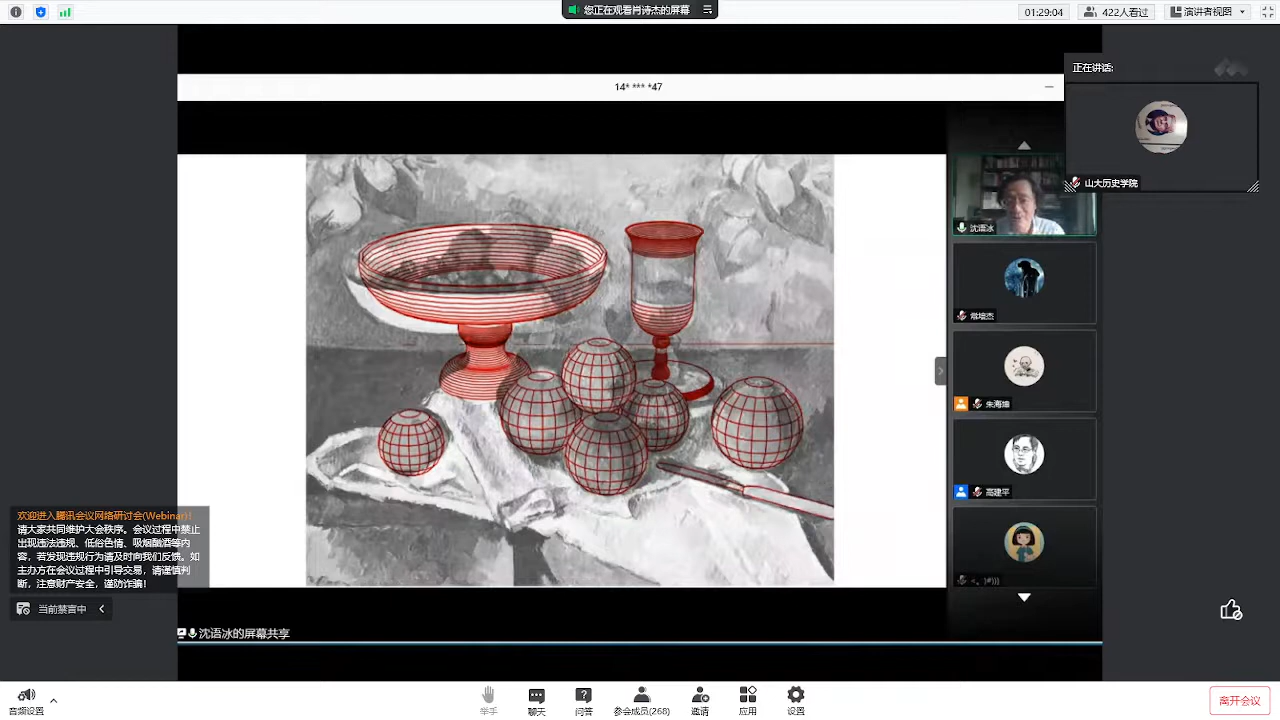 您正在观看肖诗杰的屏幕
01:29:04
422人看过
演讲者视图
正在讲话:
14* *** *47
山大历史学院
沈语冰
常培杰
朱海坤
高建平
欢迎进入腾讯会议网络研讨会(Webinar)!
请大家共同维护大会秩序。会议过程中禁止
出现违法违规、低俗色情、吸烟酗酒等内
容，若发现违规行为请及时向我们反馈。如
主办方在会议过程中引导交易，请谨慎判
断，注意财产安全，谨防诈骗！
当前禁言中
沈语冰的屏幕共享
音频设置
举手
聊天
问答
参会成员(268)
邀请
应用
设置
离开会议